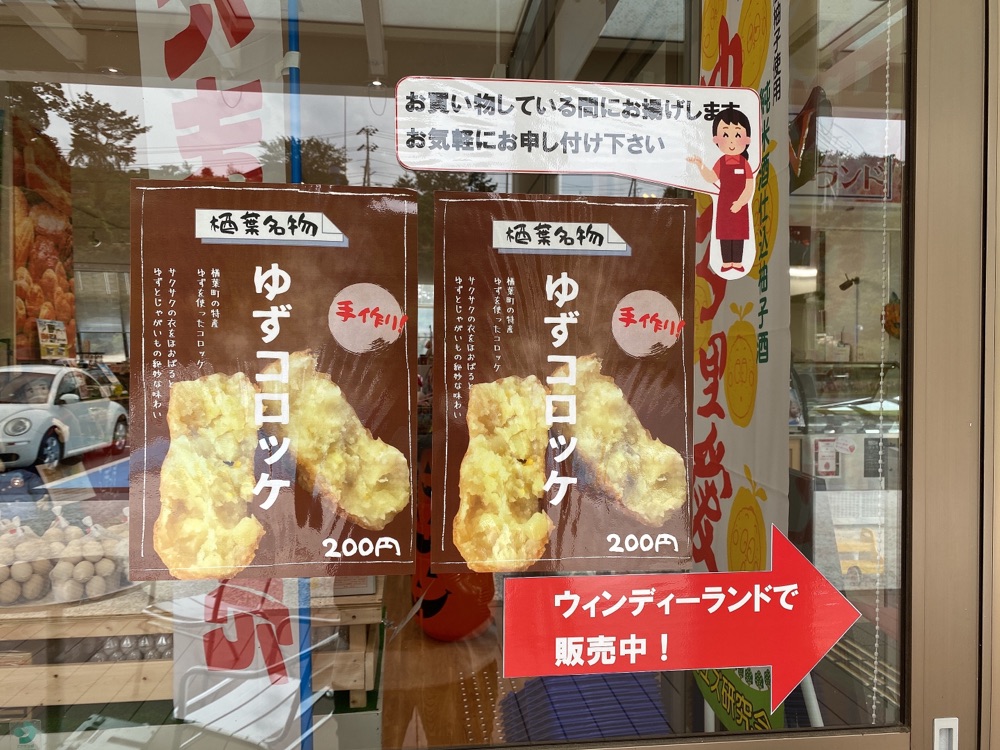 お買い物している間にお揚げします
お気軽にお申し付け下さい
楢葉名物
ゆずコロッケ
手作り!
楢葉町の特産
ゆずを使ったコロッケ
サクサクの衣をほおばると
ゆずとじゃがいもの絶妙な味わい
200円
楢葉名物
ゆずコロッケ
手作り!
楢葉町の特産
ゆずを使ったコロッケ
サクサクの衣をほおばると
ゆずとじゃがいもの絶妙な味わい
200円
ウィンディーランドで
販売中!
純米酒仕込柚子酒
ランド